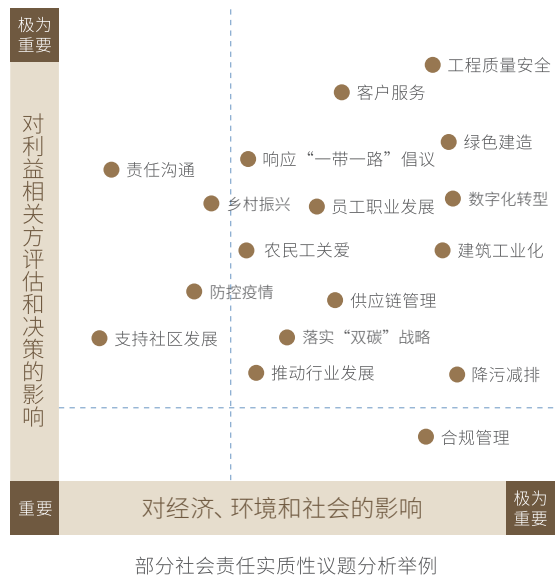 极为
重要
工程质量安全
客户服务
绿色建造
响应“一带一路”倡议
责任沟通
数字化转型
乡村振兴
员工职业发展
农民工关爱
建筑工业化
防控疫情
供应链管理
支持社区发展
落实“双碳”战略
推动行业发展
降污减排
合规管理
对利益相关方评估和决策的影响
重要
对经济、环境和社会的影响
极为
重要
部分社会责任实质性议题分析举例